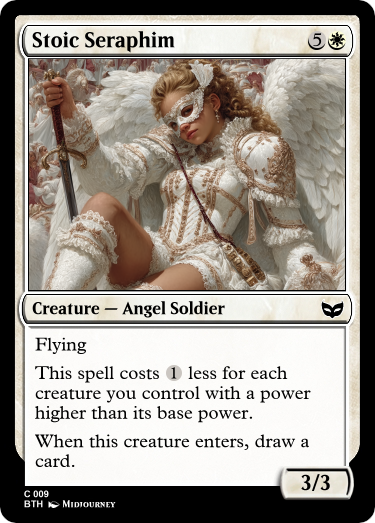 Stoic Seraphim 5
Creature — Angel Soldier
Flying
This spell costs 1 less for each
creature you control with a power
higher than its base power.
When this creature enters, draw a
card.
3/3
C 009
BTH Midjourney